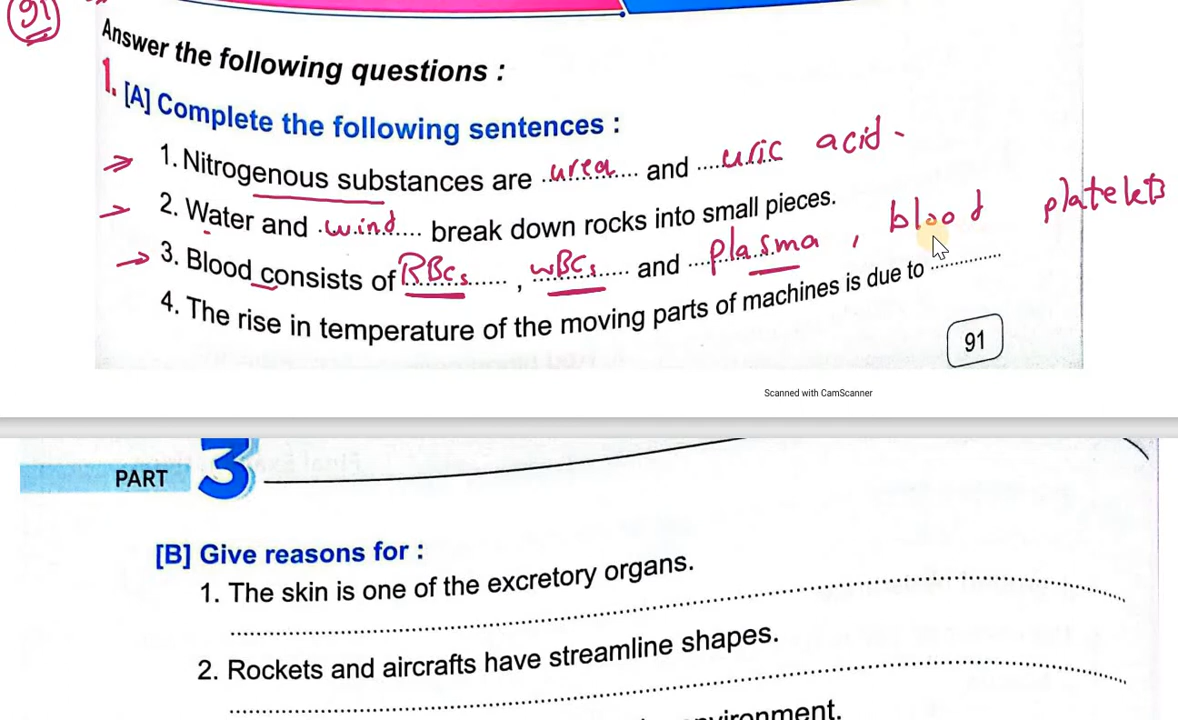 91
Answer the following questions :
1. [A] Complete the following sentences :
1. Nitrogenous substances are ..urea.... and ....uric acid.
2. Water and .wind.... break down rocks into small pieces.
3. Blood consists of RBCs......, WBCs...... and ...plasma, blood platelets
4. The rise in temperature of the moving parts of machines is due to ............
91
Scanned with CamScanner
PART 3
[B] Give reasons for :
1. The skin is one of the excretory organs.
2. Rockets and aircrafts have streamline shapes.